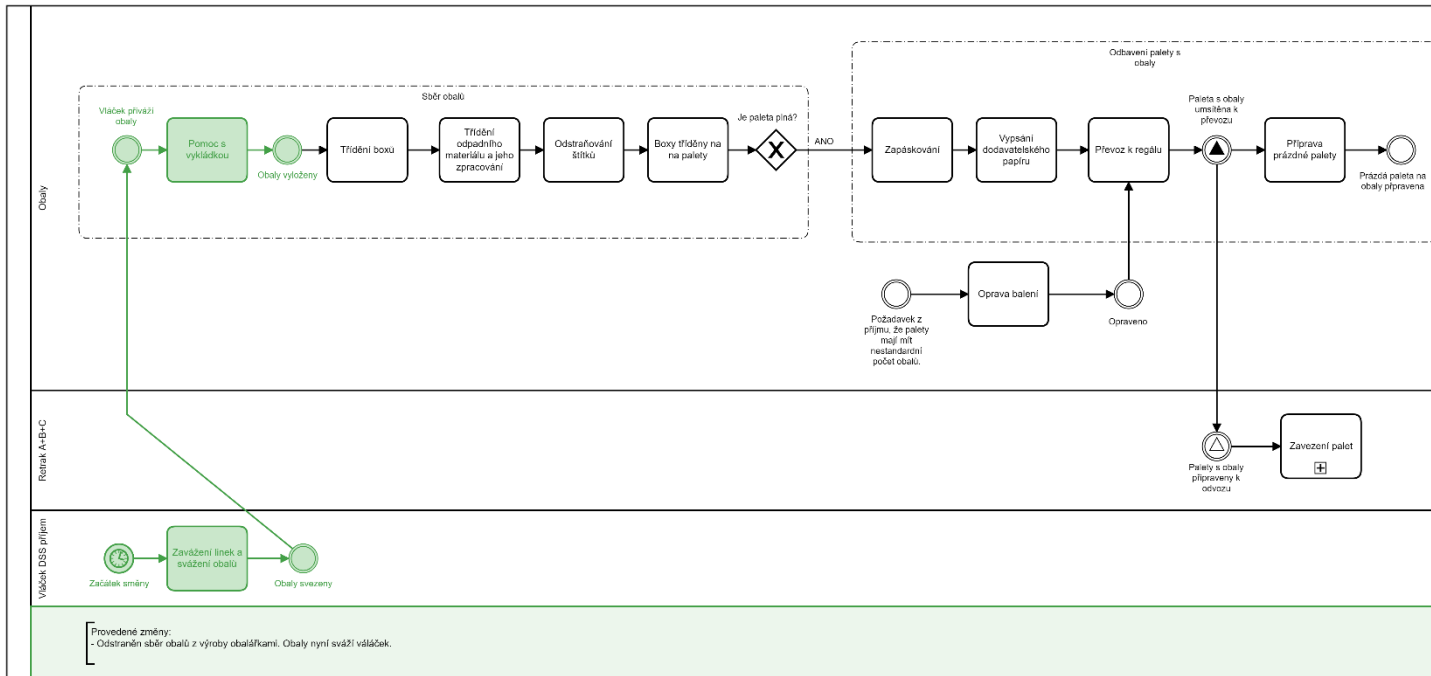 Odbavení palety s
obaly
Sběr obalů
Vláček přiváží
obaly
Pomoc s
vykládkou
Obaly vyloženy
Třídění boxů
Třídění
odpadního
materiálu a jeho
zpracování
Odstraňování
štítků
Boxy tříděny na
na palety
Je paleta plná?
ANO
Zapáskování
Vypsání
dodavatelského
papíru
Převoz k regálu
Paleta s obaly
umsítěna k
převozu
Příprava
prázdné palety
Prázdá paleta na
obaly přpravena
Obaly
Požadavek z
příjmu, že palety
mají mít
nestandardní
počet obalů.
Oprava balení
Opraveno
Retrak A+B+C
Palety s obaly
připraveny k
odvozu
Zavezení palet
Vláček DSS příjem
Začátek směny
Zavážení linek a
svážení obalů
Obaly svezeny
Provedené změny:
- Odstraněn sběr obalů z výroby obalářkami. Obaly nyní sváží váláček.